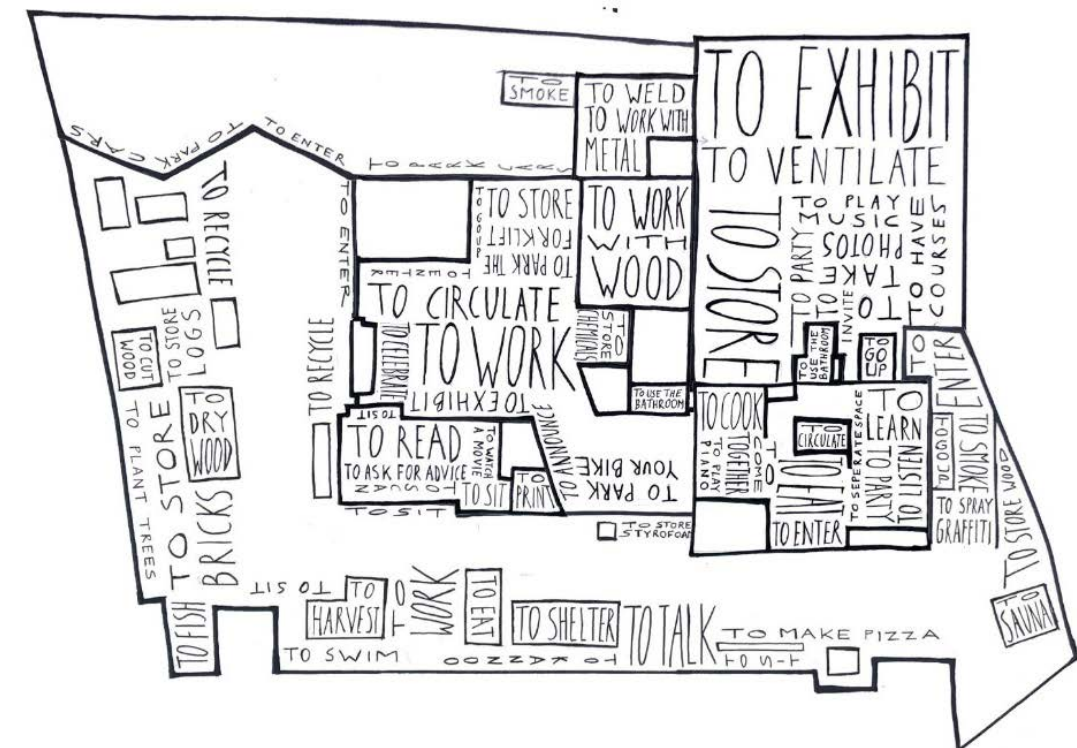 TO SMOKE
TO WELD
TO WORK WITH
METAL
TO EXHIBIT
TO VENTILATE
TO PARK CARS
TO ENTER
TO PARK CARS
TO RECYCLE
TO ENTER
TO GO UP
TO STORE
TO PARK THE
FORKLIFT
TO WORK
WITH
WOOD
TO STORE
TO PLAY
MUSIC
TO PARTY
TO TAKE
PHOTOS
INVITE
TO HAVE
COURSES
TO ENTER
TO CIRCULATE
TO WORK
TO CELEBRATE
TO EXHIBIT
TO STORE
CHEMICALS
TO USE THE
BATHROOM
TO USE THE
BATHROOM
TO GO UP
TO ENTER
TO CUT
WOOD
TO STORE
LOGS
TO DRY
WOOD
TO RECYCLE
TO PLANT TREES
TO STORE
BRICKS
TO SIT
TO READ
TO ASK FOR ADVICE
TO SCAN
TO WATCH
A MOVIE
TO SIT
TO PRINT
TO SIT
TO ANNOUNCE
TO PARK
YOUR BIKE
TO STORE
STYROFOAM
TO COOK
TO PLAY
PIANO
TO COME
TOGETHER
TO CIRCULATE
TO EAT
TO ENTER
TO SEPERATE SPACE
TO LEARN
TO PARTY
TO LISTEN
TO GO UP
TO SMOKE
TO SPRAY
GRAFFITI
TO STORE WOOD
TO SAUNA
TO FISH
TO SIT
TO HARVEST
TO WORK
TO EAT
TO SHELTER
TO TALK
TO MAKE PIZZA
TO SIT
TO SWIM
TO KANNOO